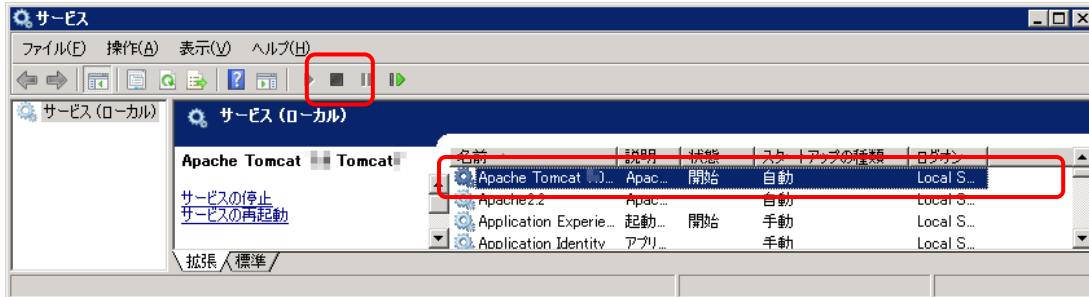 サービス
ファイル(F) 操作(A) 表示(V) ヘルプ(H)
サービス (ローカル)
サービス (ローカル)
Apache Tomcat Tomcat
サービスの停止
サービスの再起動
名前 説明 状態 スタートアップの種類 ログオン
Apache Tomcat Apac... 開始 自動 Local S...
Apache2.2 Apac... 自動 Local S...
Application Experie... 起動... 開始 手動 Local S...
Application Identity アプリ... 手動 Local S...
拡張 標準